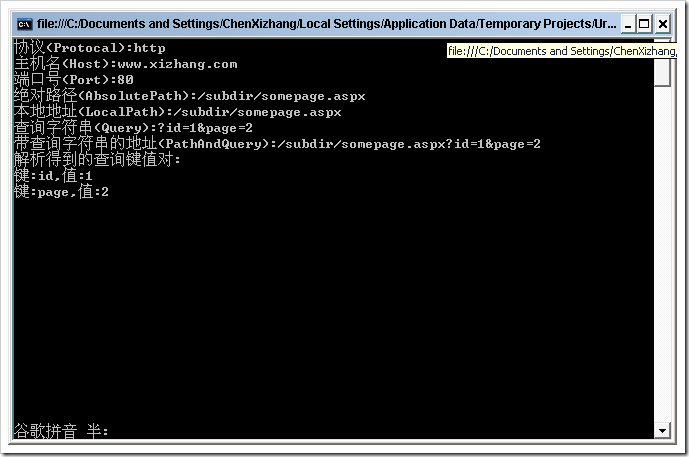 file:///C:/Documents and Settings/ChenXizhang/Local Settings/Application Data/Temporary Projects/Ur...
file:///C:/Documents and Settings/ChenXizhang,
协议(Protocal):http
主机名(Host):www.xizhang.com
端口号(Port):80
绝对路径(AbsolutePath):/subdir/somepage.aspx
本地地址(LocalPath):/subdir/somepage.aspx
查询字符串(Query):?id=1&page=2
带查询字符串的地址(PathAndQuery):/subdir/somepage.aspx?id=1&page=2
解析得到的查询键值对:
键:id,值:1
键:page,值:2
谷歌拼音 半: